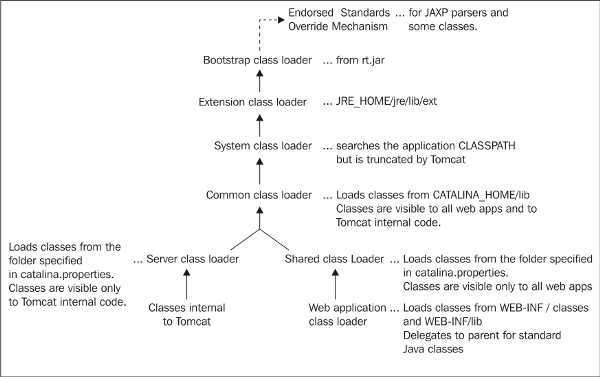 Endorsed Standards ... for JAXP parsers and
Override Mechanism some classes.
Bootstrap class loader ... from rt.jar
Extension class loader ... JRE_HOME/jre/lib/ext
System class loader ... searches the application CLASSPATH
but is truncated by Tomcat
Common class loader ... Loads classes from CATALINA_HOME/lib
Classes are visible to all web apps and to
Tomcat internal code.
Loads classes from the
folder specified
in catalina.properties.
Classes are visible only
to Tomcat internal code.
... Server class loader
Shared class Loader ... Loads classes from the folder specified
in catalina.properties.
Classes are visible only to all web apps
Classes internal
to Tomcat
Web application ... Loads classes from WEB-INF / classes
class loader and WEB-INF/lib
Delegates to parent for standard
Java classes